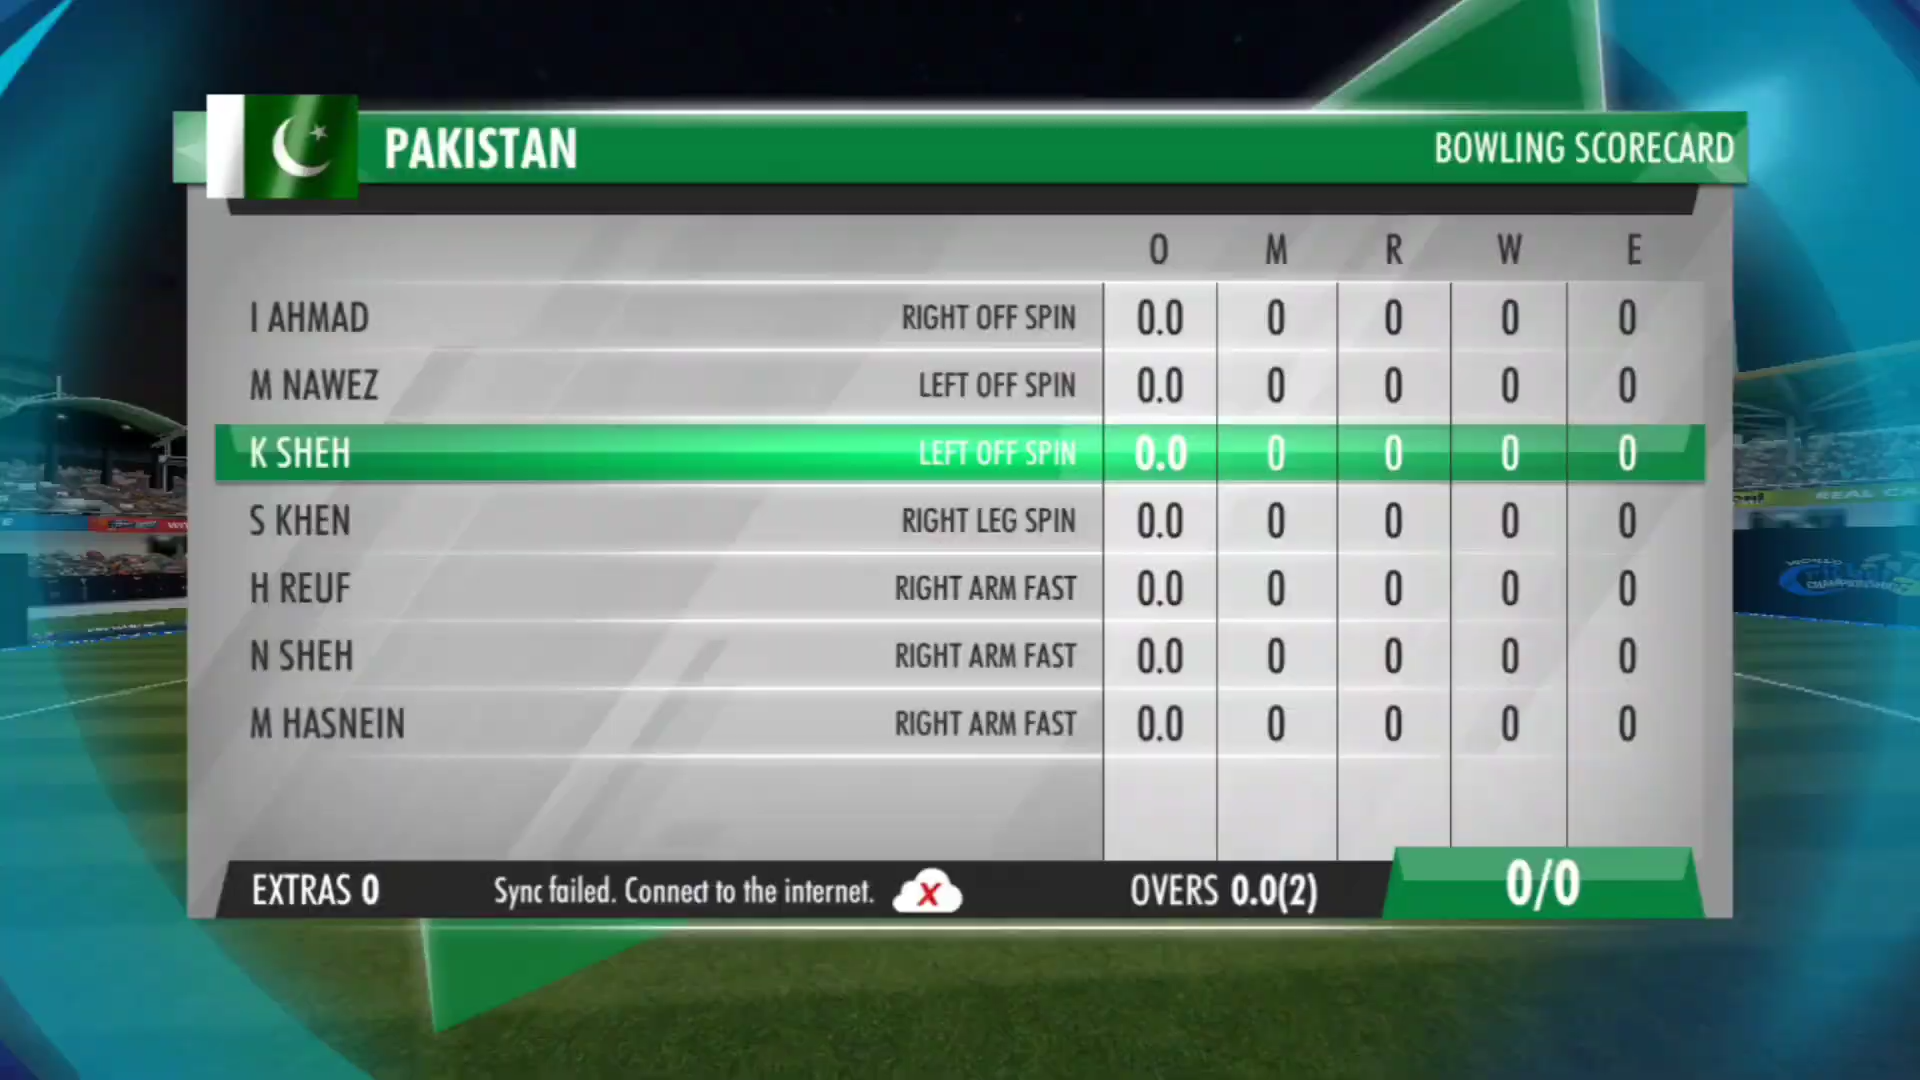 PAKISTAN BOWLING SCORECARD
O M R W E
I AHMAD RIGHT OFF SPIN 0.0 0 0 0 0
M NAWEZ LEFT OFF SPIN 0.0 0 0 0 0
K SHEH LEFT OFF SPIN 0.0 0 0 0 0
S KHEN RIGHT LEG SPIN 0.0 0 0 0 0
H REUF RIGHT ARM FAST 0.0 0 0 0 0
N SHEH RIGHT ARM FAST 0.0 0 0 0 0
M HASNEIN RIGHT ARM FAST 0.0 0 0 0 0
EXTRAS 0 Sync failed. Connect to the internet. OVERS 0.0(2) 0/0
REAL